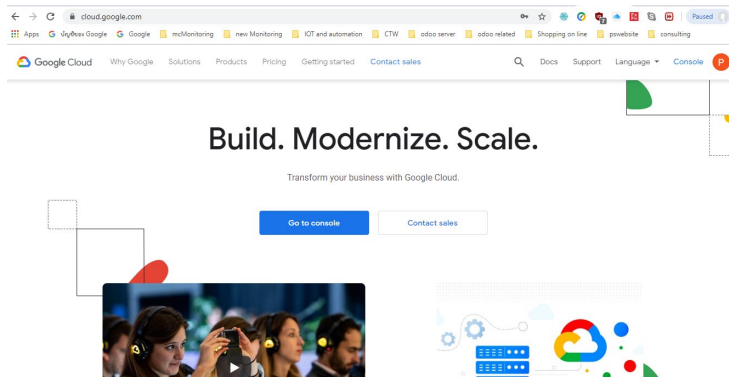 cloud.google.com
Paused
Apps บัญชีของ Google Google mcMonitoring new Monitoring IOT and automation CTW odoo server odoo related Shopping on line pswebsite consulting
Google Cloud Why Google Solutions Products Pricing Getting started Contact sales Docs Support Language Console P
Build. Modernize. Scale.
Transform your business with Google Cloud.
Go to console Contact sales